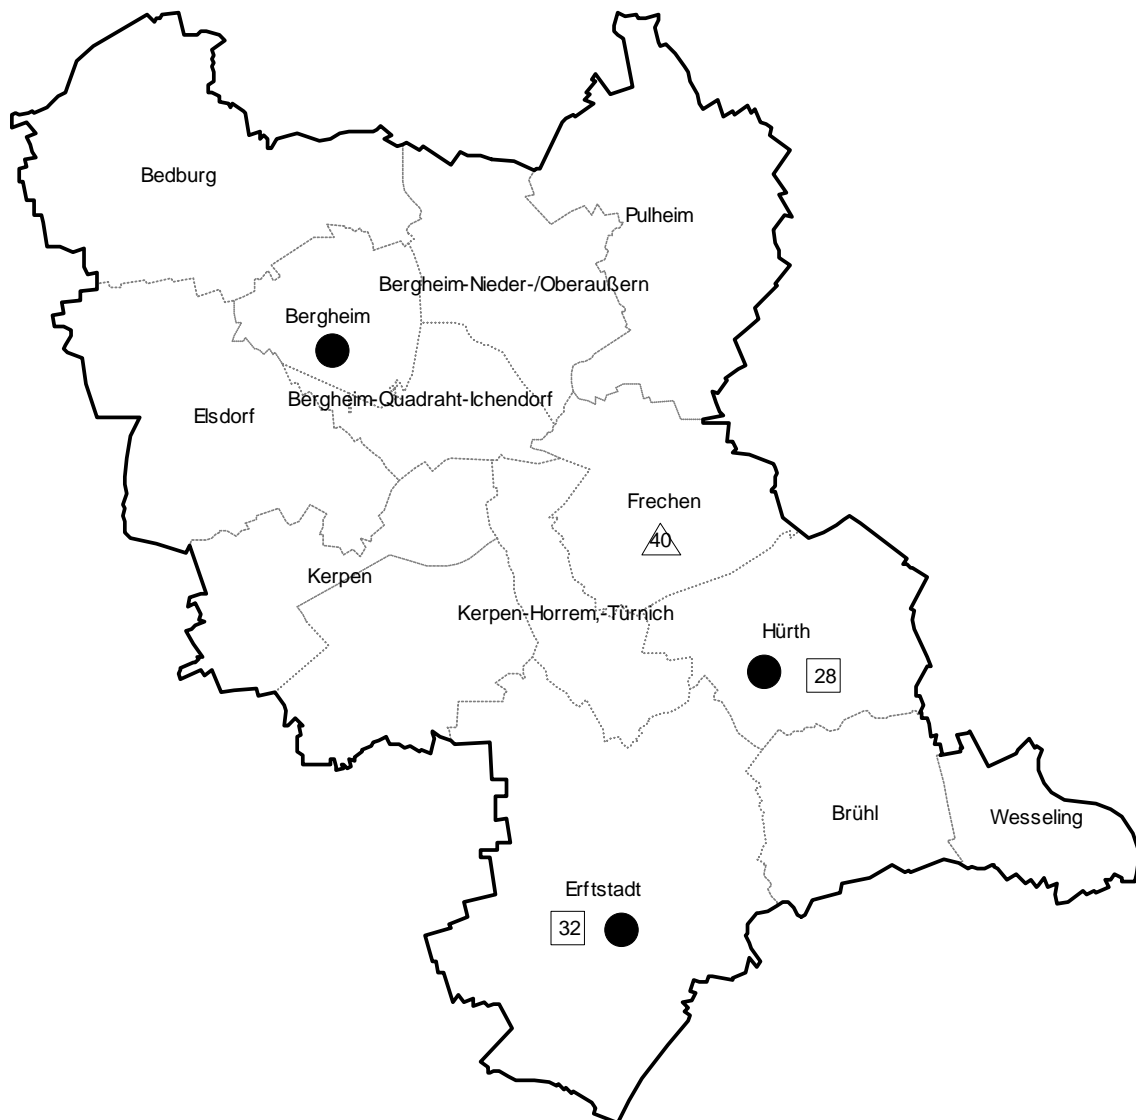 Bedburg
Pulheim
Bergheim-Nieder-/Oberaußern
Bergheim
Bergheim-Quadraht-Ichendorf
Elsdorf
Frechen
40
Kerpen
Kerpen-Horrem,-Türnich
Hürth
28
Brühl
Wesseling
Erftstadt
32